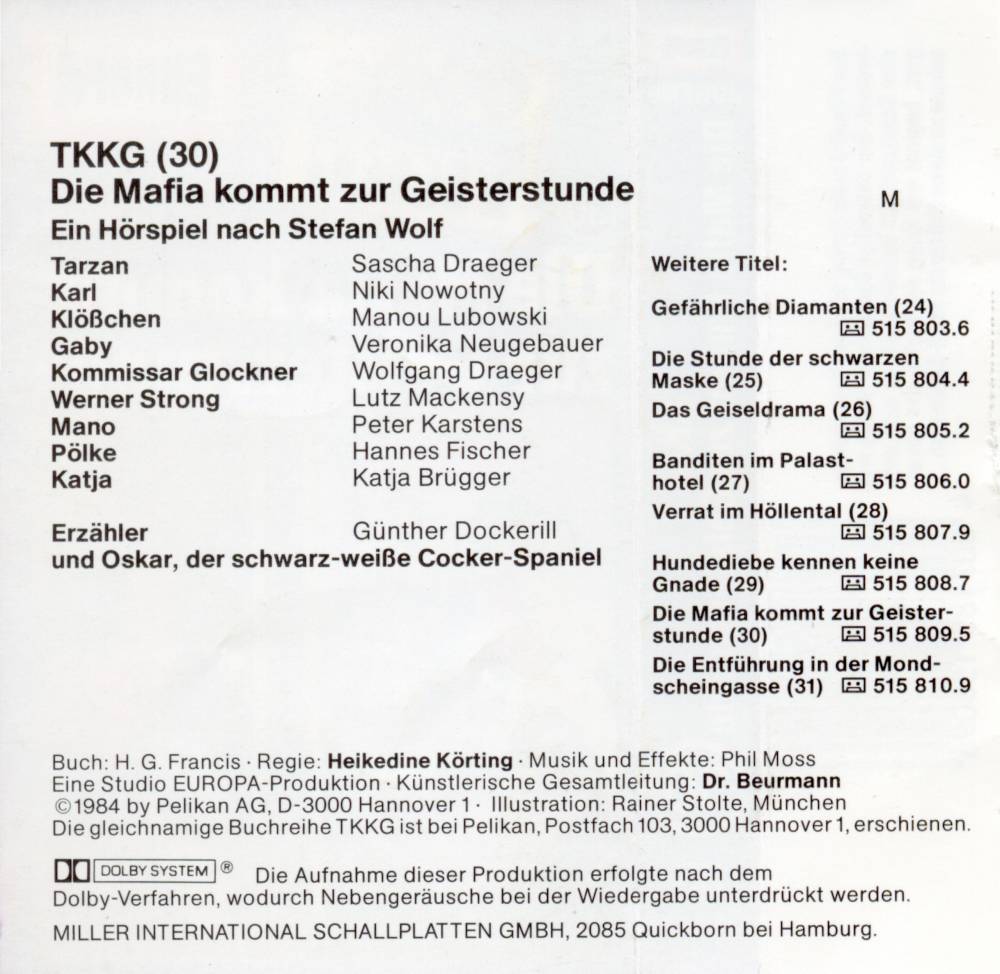 TKKG (30)
Die Mafia kommt zur Geisterstunde
Ein Hörspiel nach Stefan Wolf
Tarzan Sascha Draeger
Karl Niki Nowotny
Klößchen Manou Lubowski
Gaby Veronika Neugebauer
Kommissar Glockner Wolfgang Draeger
Werner Strong Lutz Mackensy
Mano Peter Karstens
Pölke Hannes Fischer
Katja Katja Brügger
Erzähler Günther Dockerill
und Oskar, der schwarz-weiße Cocker-Spaniel
M
Weitere Titel:
Gefährliche Diamanten (24)
515 803.6
Die Stunde der schwarzen
Maske (25) 515 804.4
Das Geiseldrama (26)
515 805.2
Banditen im Palast-
hotel (27) 515 806.0
Verrat im Höllental (28)
515 807.9
Hundediebe kennen keine
Gnade (29) 515 808.7
Die Mafia kommt zur Geister-
stunde (30) 515 809.5
Die Entführung in der Mond-
scheingasse (31) 515 810.9
Buch: H. G. Francis · Regie: Heikedine Körting · Musik und Effekte: Phil Moss
Eine Studio EUROPA-Produktion · Künstlerische Gesamtleitung: Dr. Beurmann
©1984 by Pelikan AG, D-3000 Hannover 1 · Illustration: Rainer Stolte, München
Die gleichnamige Buchreihe TKKG ist bei Pelikan, Postfach 103, 3000 Hannover 1, erschienen.
DOLBY SYSTEM ® Die Aufnahme dieser Produktion erfolgte nach dem
Dolby-Verfahren, wodurch Nebengeräusche bei der Wiedergabe unterdrückt werden.
MILLER INTERNATIONAL SCHALLPLATTEN GMBH, 2085 Quickborn bei Hamburg.